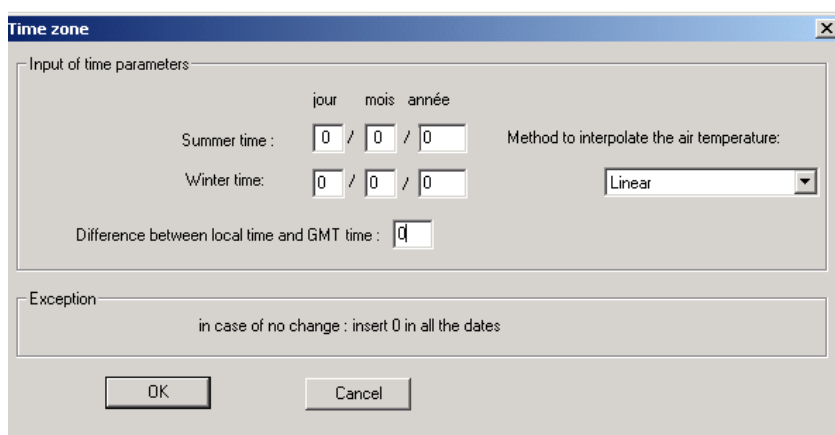 Time zone
Input of time parameters
jour mois année
Summer time : 0 / 0 / 0 Method to interpolate the air temperature:
Winter time: 0 / 0 / 0 Linear
Difference between local time and GMT time : 0
Exception
in case of no change : insert 0 in all the dates
OK Cancel